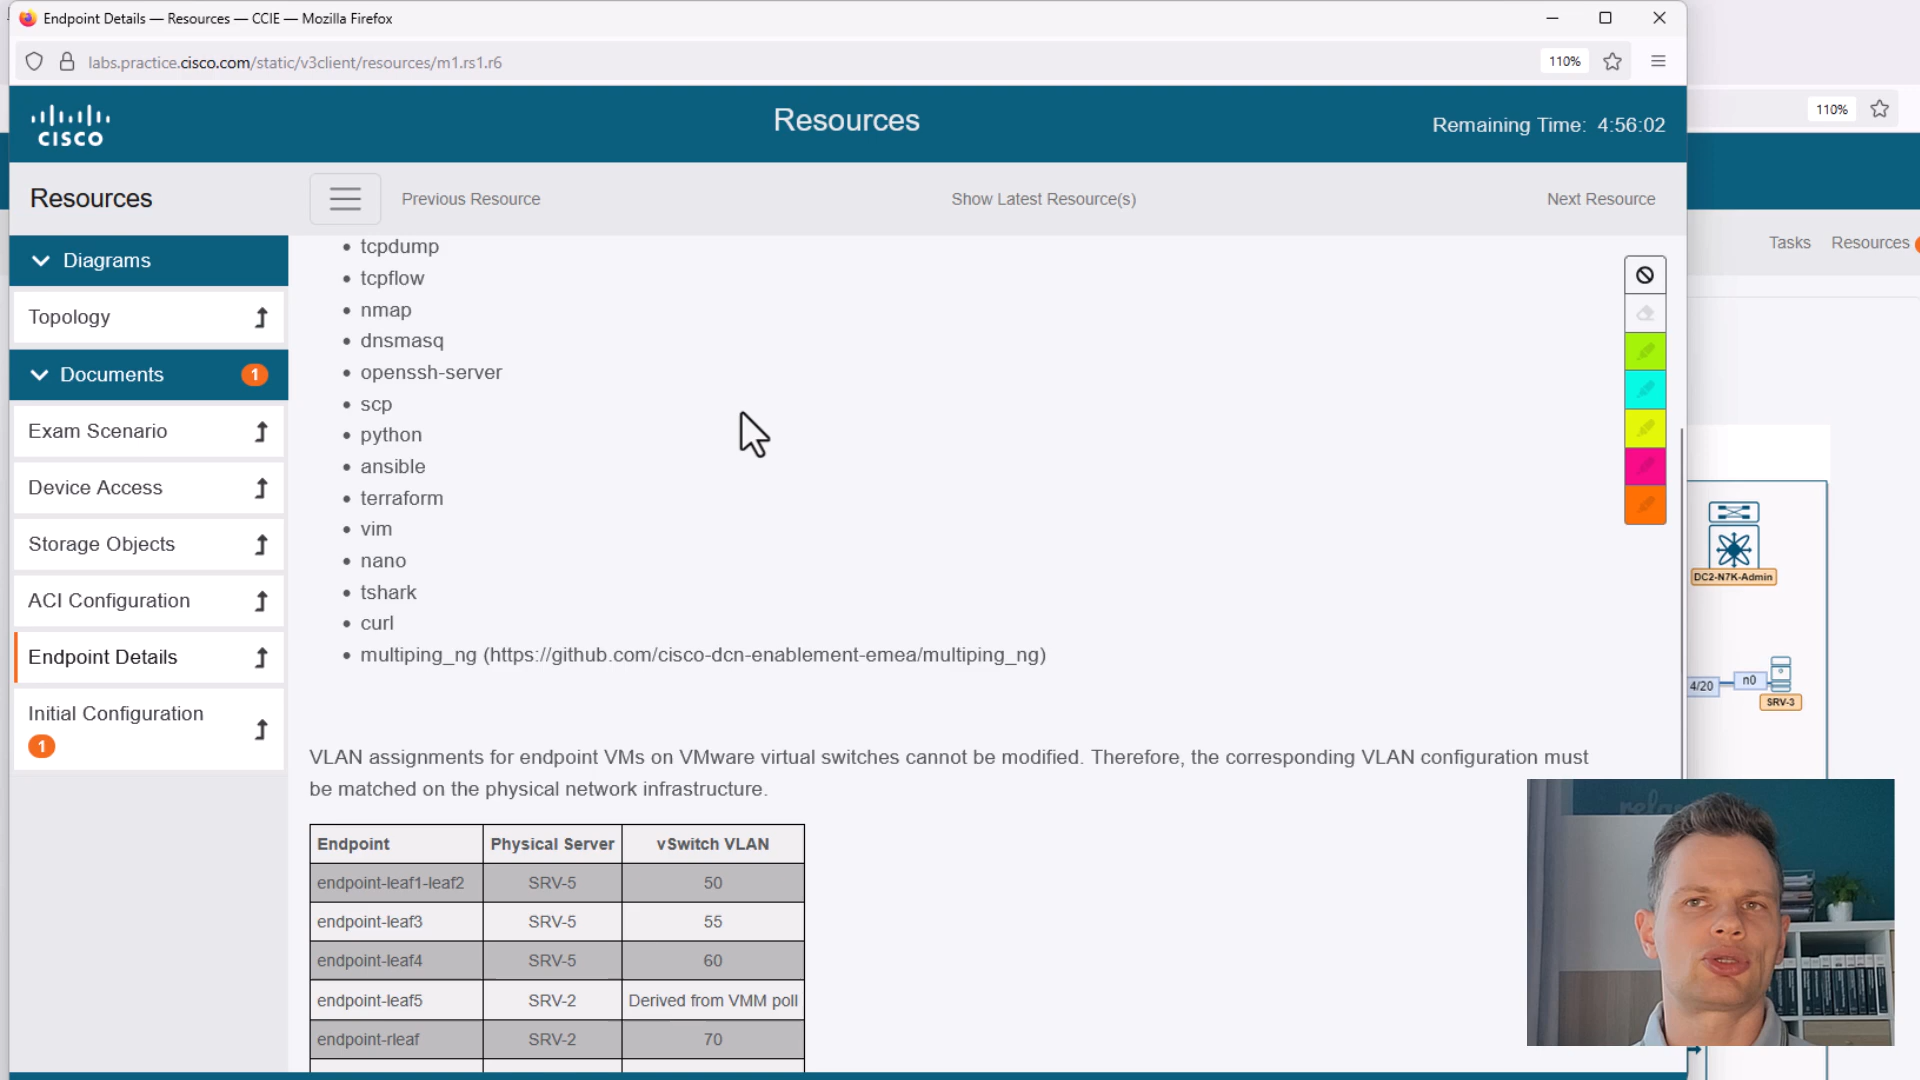 Endpoint Details — Resources — CCIE — Mozilla Firefox
labs.practice.cisco.com/static/v3client/resources/m1.rs1.r6
110%
110%
CISCO
Resources
Remaining Time: 4:56:02
Resources
Previous Resource
Show Latest Resource(s)
Next Resource
Tasks
Resources
Diagrams
Topology
Documents
1
Exam Scenario
Device Access
Storage Objects
ACI Configuration
Endpoint Details
Initial Configuration
1
• tcpdump
• tcpflow
• nmap
• dnsmasq
• openssh-server
• scp
• python
• ansible
• terraform
• vim
• nano
• tshark
• curl
• multiping_ng (https://github.com/cisco-dcn-enablement-emea/multiping_ng)
VLAN assignments for endpoint VMs on VMware virtual switches cannot be modified. Therefore, the corresponding VLAN configuration must
be matched on the physical network infrastructure.
Endpoint Physical Server vSwitch VLAN
endpoint-leaf1-leaf2 SRV-5 50
endpoint-leaf3 SRV-5 55
endpoint-leaf4 SRV-5 60
endpoint-leaf5 SRV-2 Derived from VMM poll
endpoint-rleaf SRV-2 70
DC2-N7K-Admin
4/20
n0
SRV-3